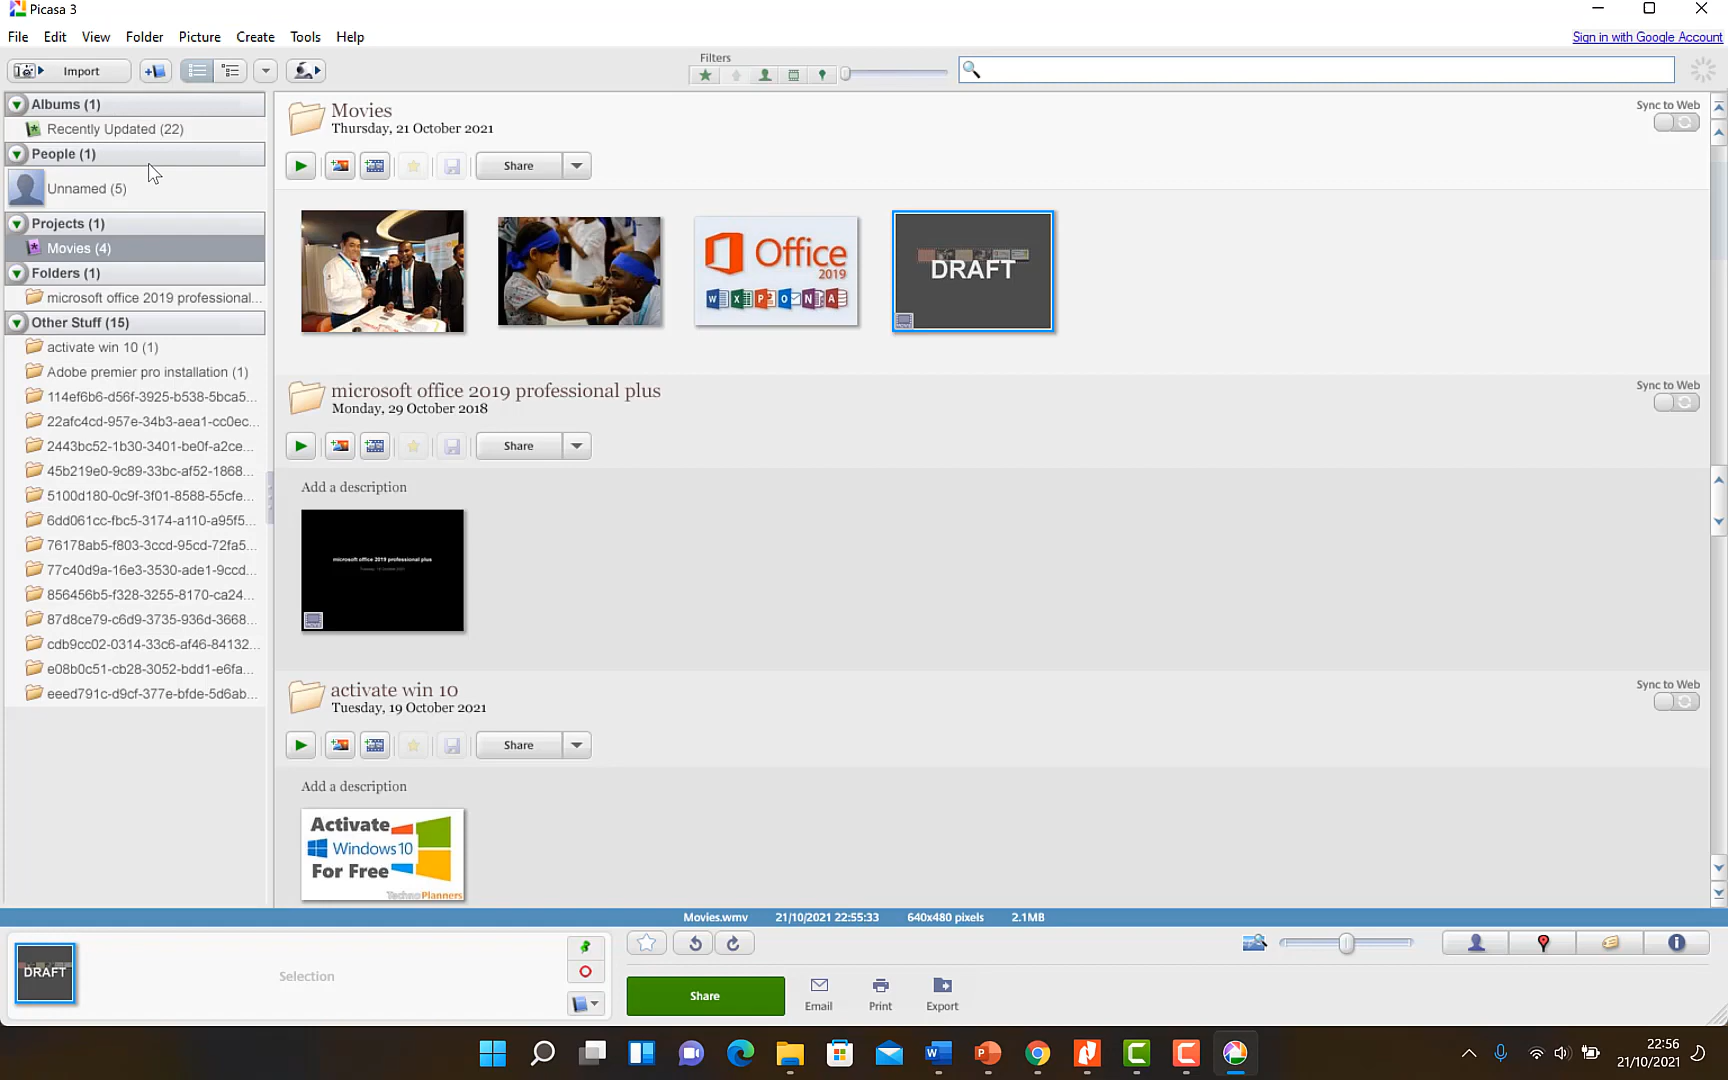 Picasa 3
File Edit View Folder Picture Create Tools Help
Sign in with Google Account
Import
Filters
Albums (1)
Recently Updated (22)
People (1)
Unnamed (5)
Projects (1)
Movies (4)
Folders (1)
microsoft office 2019 professional...
Other Stuff (15)
activate win 10 (1)
Adobe premier pro installation (1)
114ef6b6-d56f-3925-b538-5bca5...
22afc4cd-957e-34b3-aea1-cc0ec...
2443bc52-1b30-3401-be0f-a2ce...
45b219e0-9c89-33bc-af52-1868...
5100d180-0c9f-3f01-8588-55cfe...
6dd061cc-fbc5-3174-a110-a95f5...
76178ab5-f803-3ccd-95cd-72fa5...
77c40d9a-16e3-3530-ade1-9ccd...
856456b5-f328-3255-8170-ca24...
87d8ce79-c6d9-3735-936d-3668...
cdb9cc02-0314-33c6-af46-84132...
e08b0c51-cb28-3052-bdd1-e6fa...
eeed791c-d9cf-377e-bfde-5d6ab...
Movies
Thursday, 21 October 2021
Sync to Web
Share
Office
2019
DRAFT
microsoft office 2019 professional plus
Monday, 29 October 2018
Sync to Web
Share
Add a description
microsoft office 2019 professional plus
activate win 10
Tuesday, 19 October 2021
Sync to Web
Share
Add a description
Activate
Windows 10
For Free
TechnoPlanners
Movies.wmv 21/10/2021 22:55:33 640x480 pixels 2.1MB
DRAFT
Selection
Share
Email
Print
Export
22:56
21/10/2021